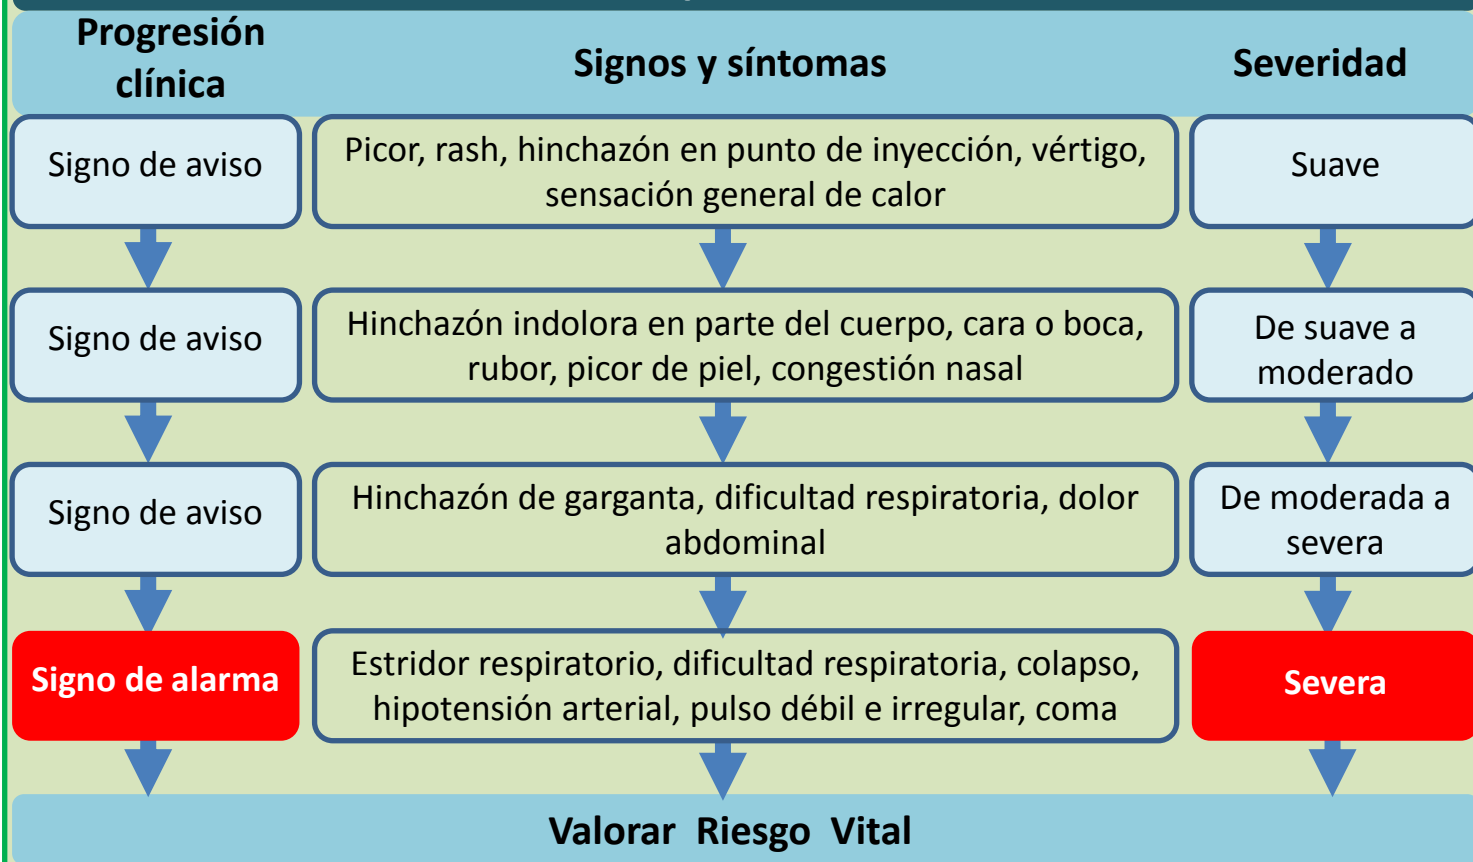 Progresión
clínica
Signos y síntomas
Severidad
Signo de aviso
Picor, rash, hinchazón en punto de inyección, vértigo,
sensación general de calor
Suave
Signo de aviso
Hinchazón indolora en parte del cuerpo, cara o boca,
rubor, picor de piel, congestión nasal
De suave a
moderado
Signo de aviso
Hinchazón de garganta, dificultad respiratoria, dolor
abdominal
De moderada a
severa
Signo de alarma
Estridor respiratorio, dificultad respiratoria, colapso,
hipotensión arterial, pulso débil e irregular, coma
Severa
Valorar Riesgo Vital